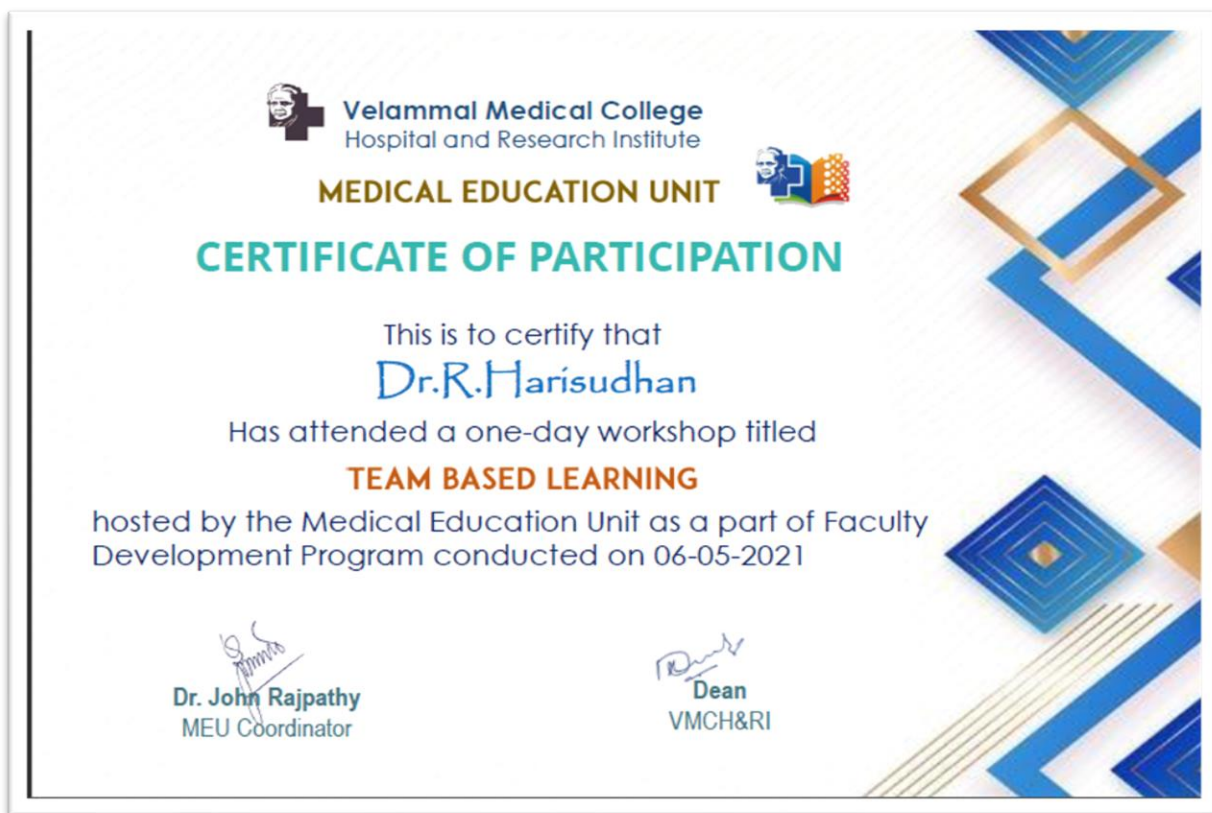 Velammal Medical College
Hospital and Research Institute
MEDICAL EDUCATION UNIT
CERTIFICATE OF PARTICIPATION
This is to certify that
Dr.R.Harisudhan
Has attended a one-day workshop titled
TEAM BASED LEARNING
hosted by the Medical Education Unit as a part of Faculty
Development Program conducted on 06-05-2021
Dr. John Rajpathy
MEU Coordinator
Dean
VMCH&RI